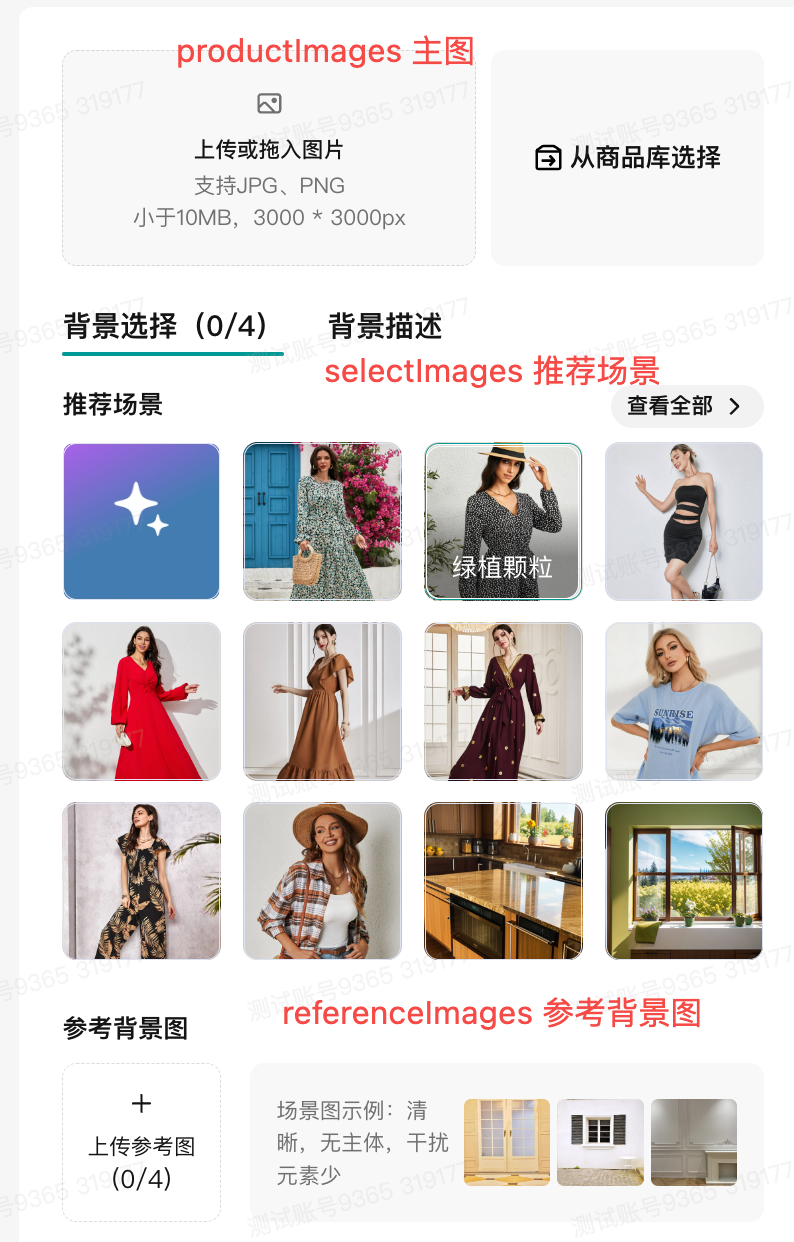 productImages 主图
上传或拖入图片
支持JPG、PNG
小于10MB，3000 * 3000px
从商品库选择
背景选择（0/4）
背景描述
selectImages 推荐场景
推荐场景
查看全部
绿植颗粒
SUNRISE
referenceImages 参考背景图
参考背景图
上传参考图
(0/4)
场景图示例：清
晰，无主体，干扰
元素少
测试账号9365 319177